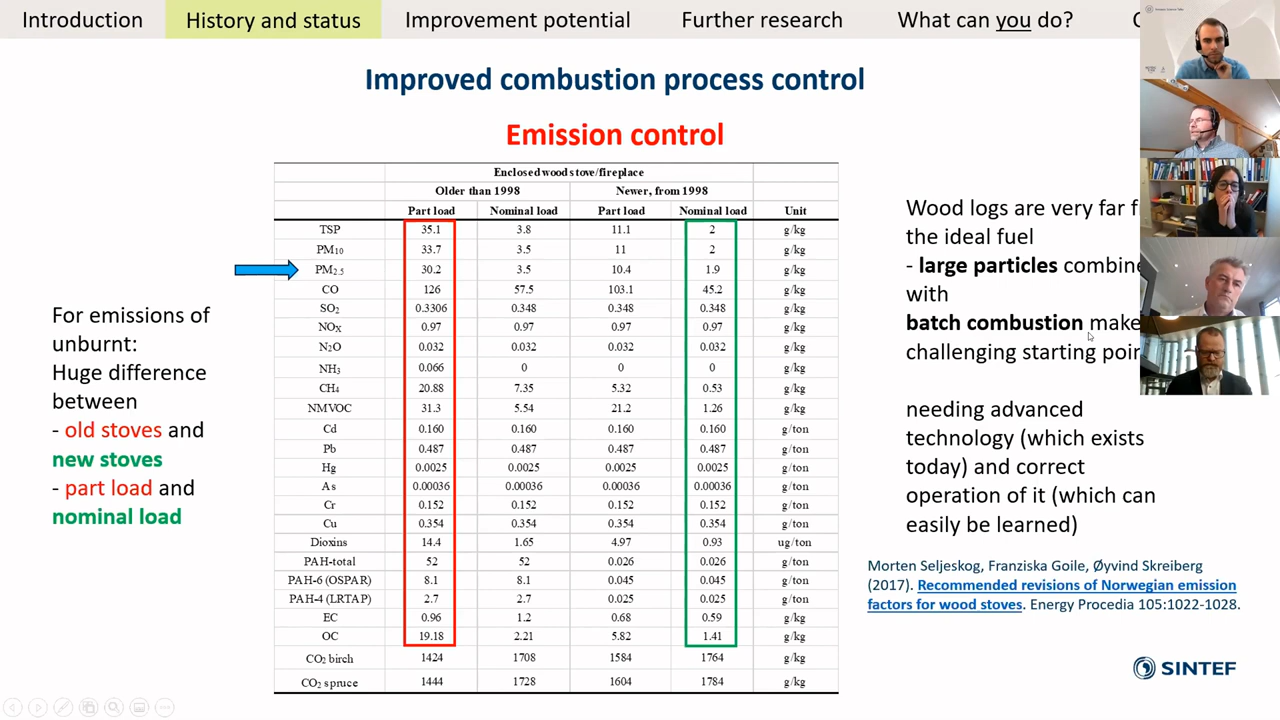 Introduction History and status Improvement potential Further research What can you do?
Improved combustion process control
Emission control
Enclosed wood stove/fireplace
Older than 1998 Newer, from 1998
Part load Nominal load Part load Nominal load Unit
TSP 35.1 3.8 11.1 2 g/kg
PM10 33.7 3.5 11 2 g/kg
PM2.5 30.2 3.5 10.4 1.9 g/kg
CO 126 57.5 103.1 45.2 g/kg
SO2 0.3306 0.348 0.348 0.348 g/kg
NOX 0.97 0.97 0.97 0.97 g/kg
N2O 0.032 0.032 0.032 0.032 g/kg
NH3 0.066 0 0 0 g/kg
CH4 20.88 7.35 5.32 0.53 g/kg
NMVOC 31.3 5.54 21.2 1.26 g/kg
Cd 0.160 0.160 0.160 0.160 g/ton
Pb 0.487 0.487 0.487 0.487 g/ton
Hg 0.0025 0.0025 0.0025 0.0025 g/ton
As 0.00036 0.00036 0.00036 0.00036 g/ton
Cr 0.152 0.152 0.152 0.152 g/ton
Cu 0.354 0.354 0.354 0.354 g/ton
Dioxins 14.4 1.65 4.97 0.93 ug/ton
PAH-total 52 52 0.026 0.026 g/ton
PAH-6 (OSPAR) 8.1 8.1 0.045 0.045 g/ton
PAH-4 (LRTAP) 2.7 2.7 0.025 0.025 g/ton
EC 0.96 1.2 0.68 0.59 g/kg
OC 19.18 2.21 5.82 1.41 g/kg
CO2 birch 1424 1708 1584 1764 g/kg
CO2 spruce 1444 1728 1604 1784 g/kg
For emissions of
unburnt:
Huge difference
between
- old stoves and
new stoves
- part load and
nominal load
Wood logs are very far f
the ideal fuel
- large particles combine
with
batch combustion make
challenging starting poin
needing advanced
technology (which exists
today) and correct
operation of it (which can
easily be learned)
Morten Seljeskog, Franziska Goile, Øyvind Skreiberg
(2017). Recommended revisions of Norwegian emission
factors for wood stoves. Energy Procedia 105:1022-1028.
SINTEF